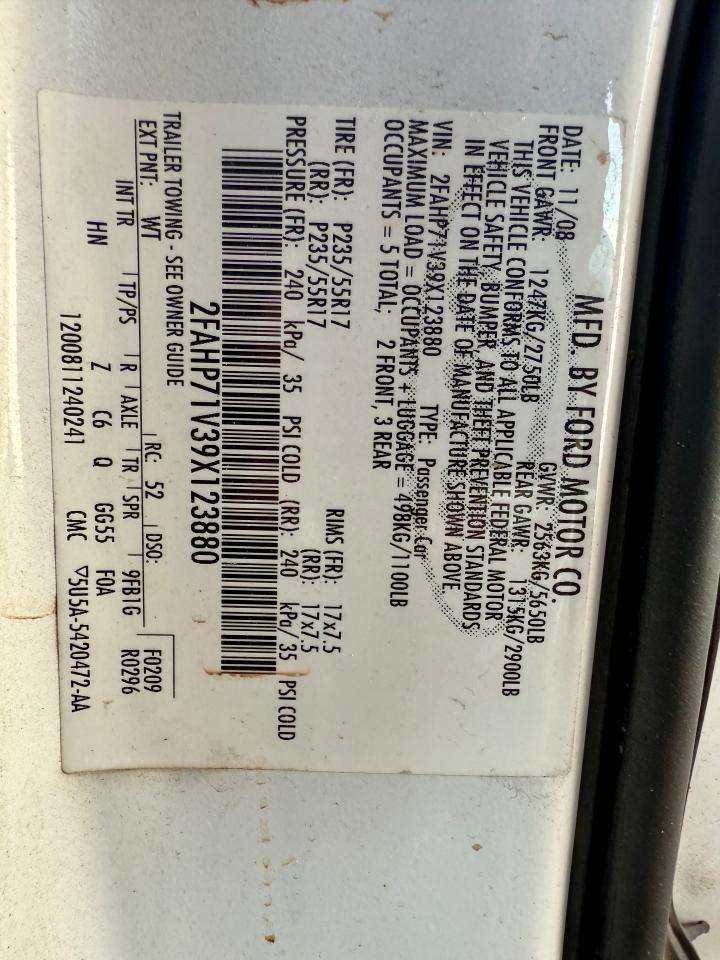 MFD. BY FORD MOTOR CO.
DATE: 11/08 GVWR: 2563KG/5650LB
FRONT GAWR: 1247KG/2750LB REAR GAWR: 1315KG/2900LB
THIS VEHICLE CONFORMS TO ALL APPLICABLE FEDERAL MOTOR
VEHICLE SAFETY, BUMPER, AND THEFT PREVENTION STANDARDS
IN EFFECT ON THE DATE OF MANUFACTURE SHOWN ABOVE.
VIN: 2FAHP71V39X123880 TYPE: Passenger Car
MAXIMUM LOAD = OCCUPANTS + LUGGAGE = 498KG/1100LB
OCCUPANTS = 5 TOTAL, 2 FRONT, 3 REAR
TIRE (FR): P235/55R17 RIMS (FR): 17x7.5
(RR): P235/55R17 (RR): 17x7.5
PRESSURE (FR): 240 kPa/ 35 PSI COLD (RR): 240 kPa/ 35 PSI COLD
2FAHP71V39X123880
TRAILER TOWING - SEE OWNER GUIDE
EXT PNT: WT RC: 52 DSO: F0209
INT TR TP/PS R AXLE TR SPR 9FB1G R0296
HN Z C6 Q GG55 F0A
1200811240241 CMC ▽5U5A-5420472-AA